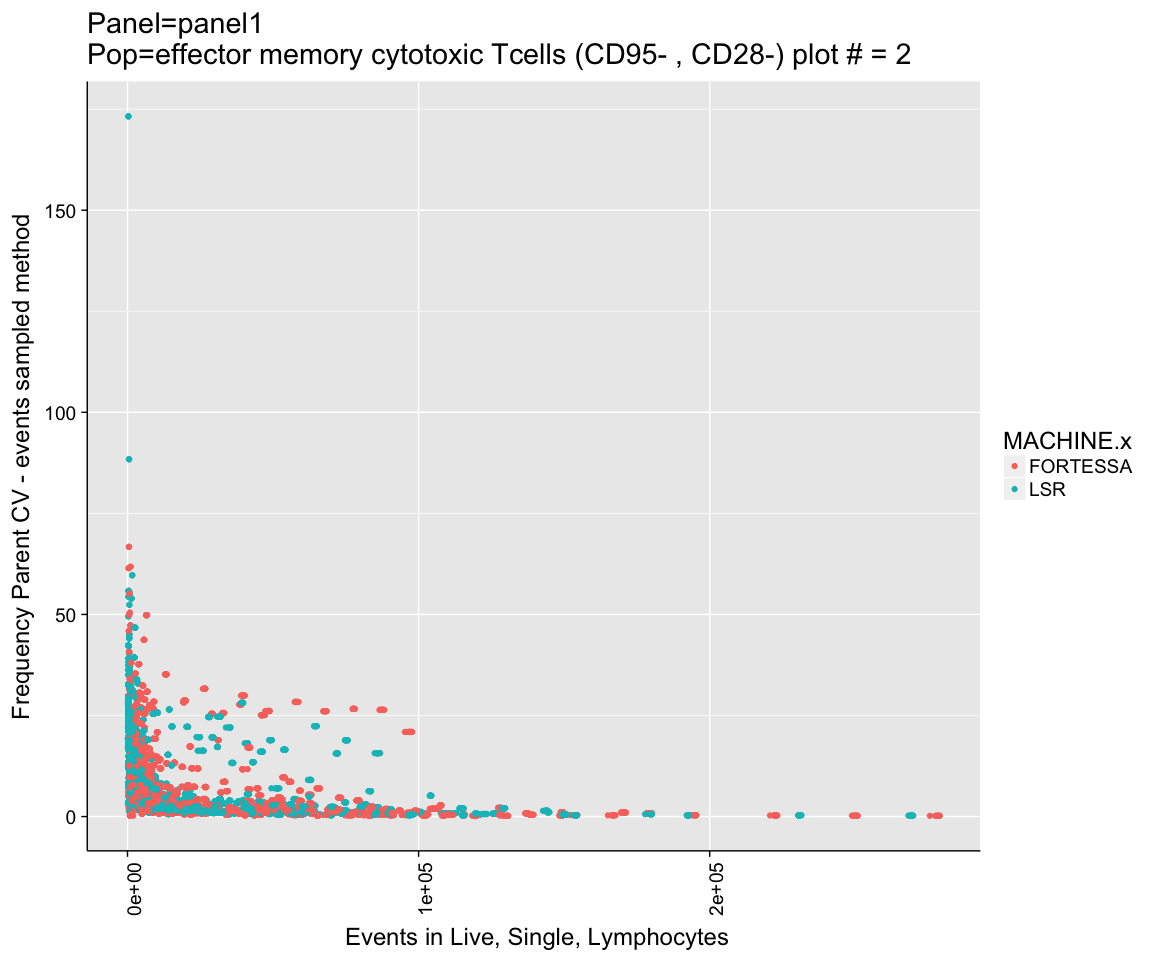 Panel=panel1
Pop=effector memory cytotoxic Tcells (CD95- , CD28-) plot # = 2
Frequency Parent CV - events sampled method
150
100
50
0
0e+00
1e+05
2e+05
Events in Live, Single, Lymphocytes
MACHINE.x
FORTESSA
LSR